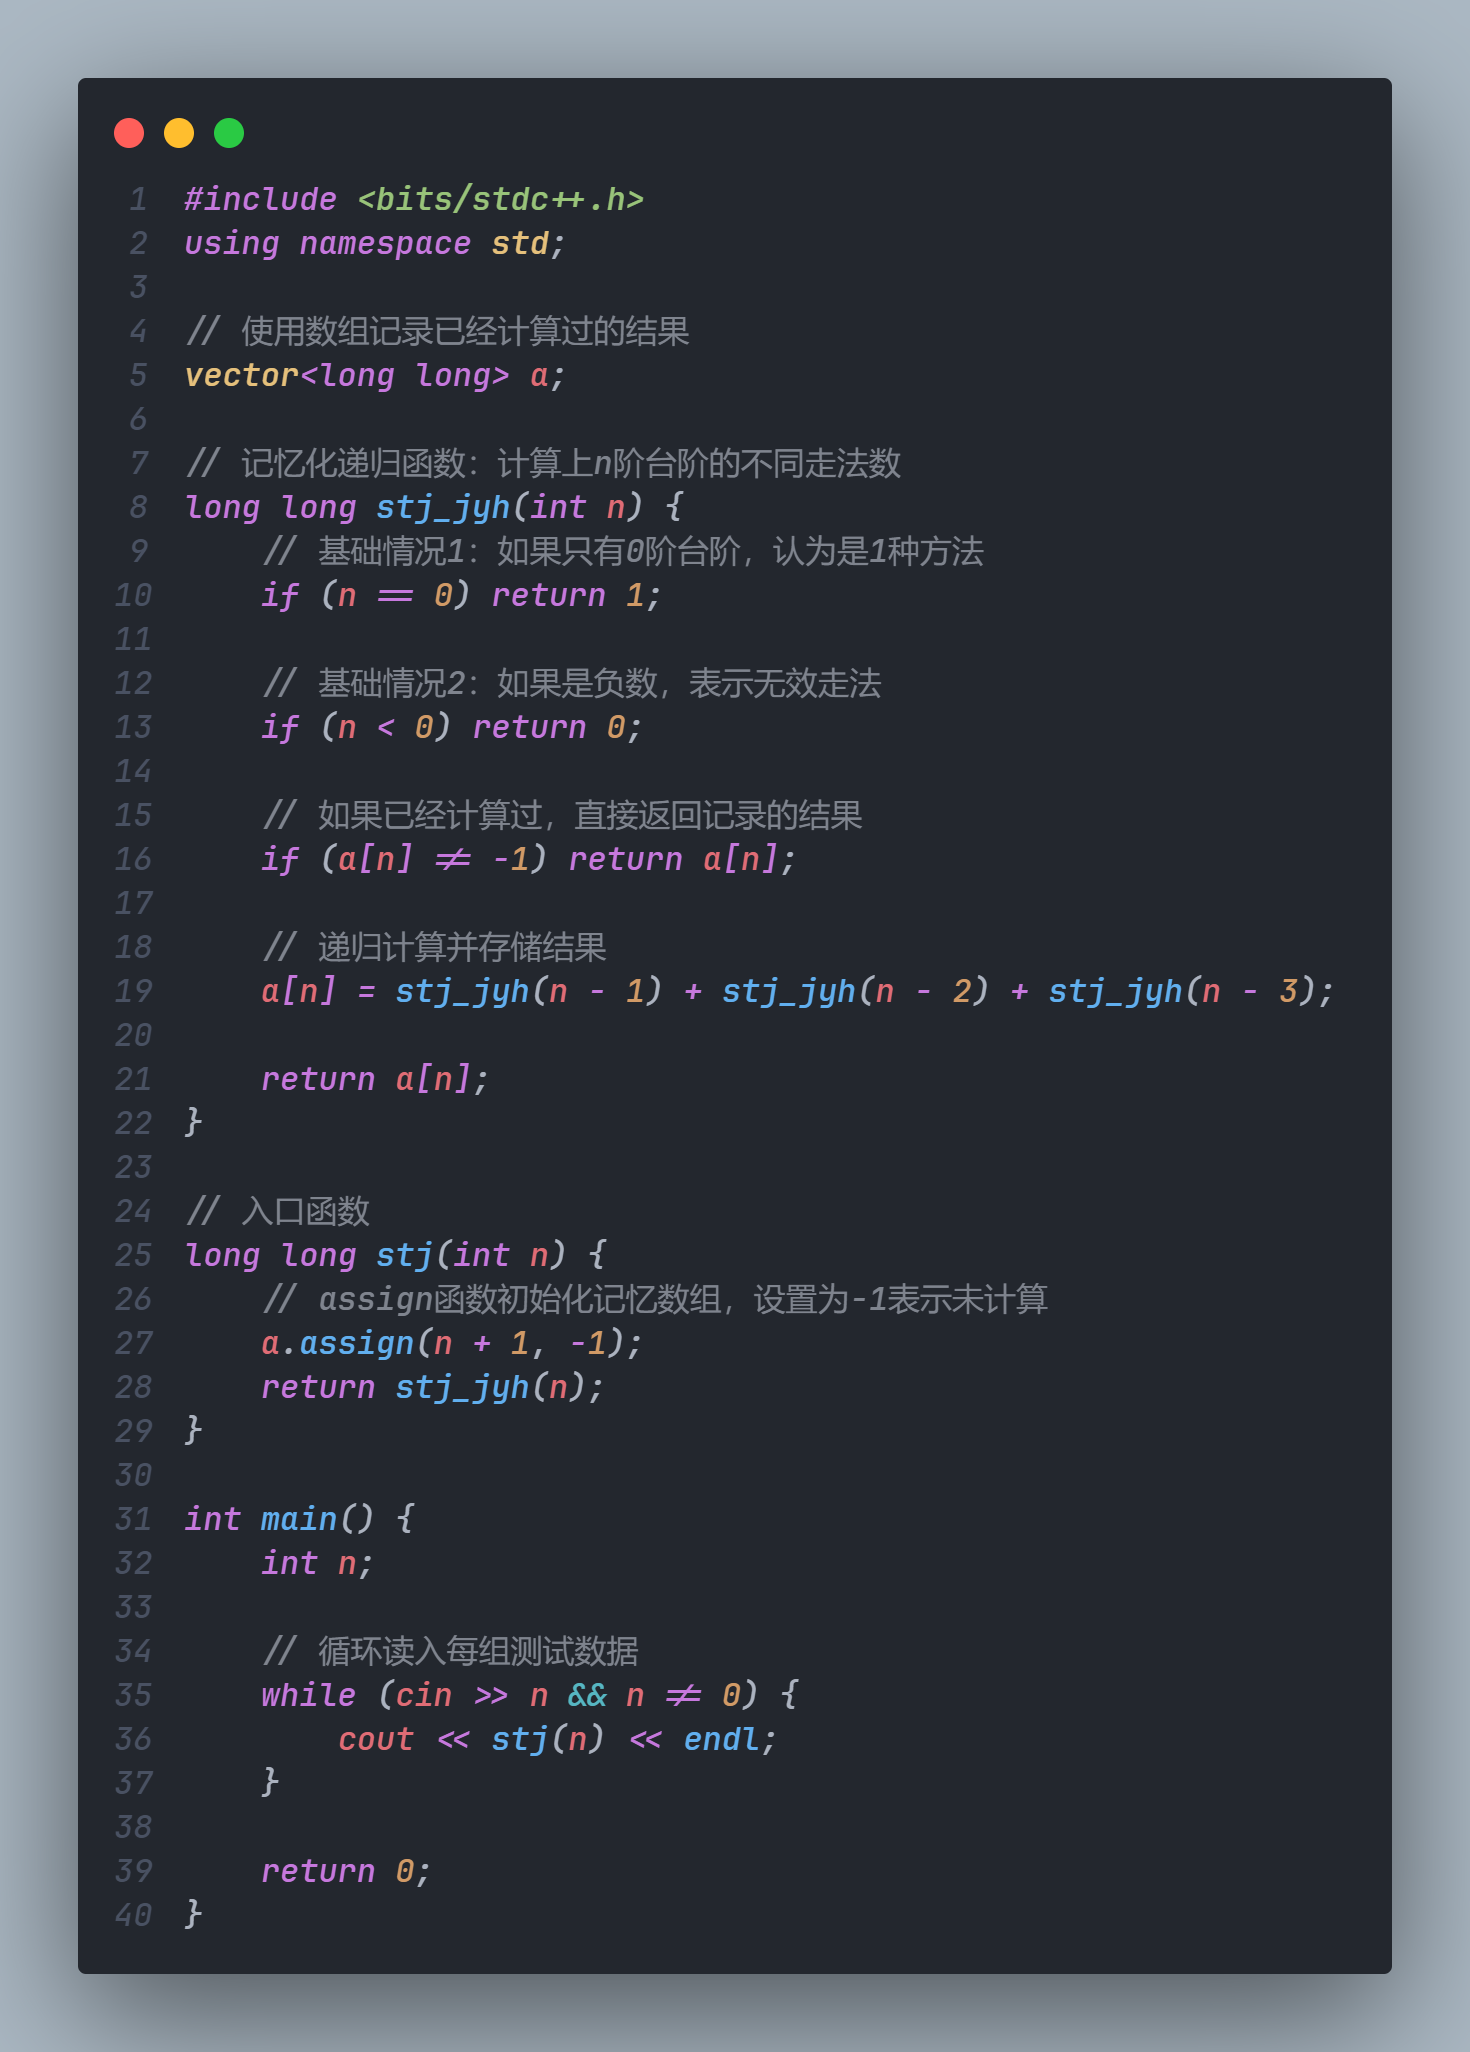 1 #include <bits/stdc++.h>
2 using namespace std;
3
4 // 使用数组记录已经计算过的结果
5 vector<long long> a;
6
7 // 记忆化递归函数：计算上n阶台阶的不同走法数
8 long long stj_jyh(int n) {
9     // 基础情况1：如果只有0阶台阶，认为是1种方法
10     if (n == 0) return 1;
11
12     // 基础情况2：如果是负数，表示无效走法
13     if (n < 0) return 0;
14
15     // 如果已经计算过，直接返回记录的结果
16     if (a[n] != -1) return a[n];
17
18     // 递归计算并存储结果
19     a[n] = stj_jyh(n - 1) + stj_jyh(n - 2) + stj_jyh(n - 3);
20
21     return a[n];
22 }
23
24 // 入口函数
25 long long stj(int n) {
26     // assign函数初始化记忆数组，设置为-1表示未计算
27     a.assign(n + 1, -1);
28     return stj_jyh(n);
29 }
30
31 int main() {
32     int n;
33
34     // 循环读入每组测试数据
35     while (cin >> n && n != 0) {
36         cout << stj(n) << endl;
37     }
38
39     return 0;
40 }